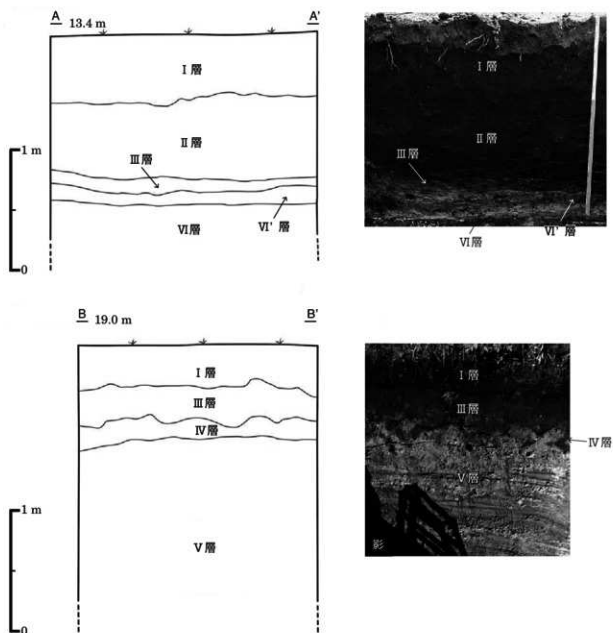 A 13.4 m A'
I 層
II 層
III 層
VI' 層
VI 層
1 m
0
I 層
II 層
III 層
VI' 層
VI 層
B 19.0 m B'
I 層
III 層
IV 層
V 層
1 m
0
I 層
III 層
IV 層
V 層
影